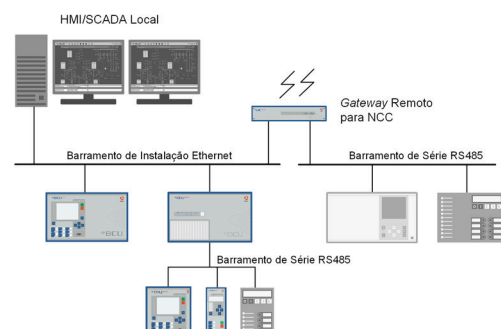 HMI/SCADA Local
Gateway Remoto
para NCC
Barramento de Instalação Ethernet
Barramento de Série RS485
BCU
Barramento de Série RS485